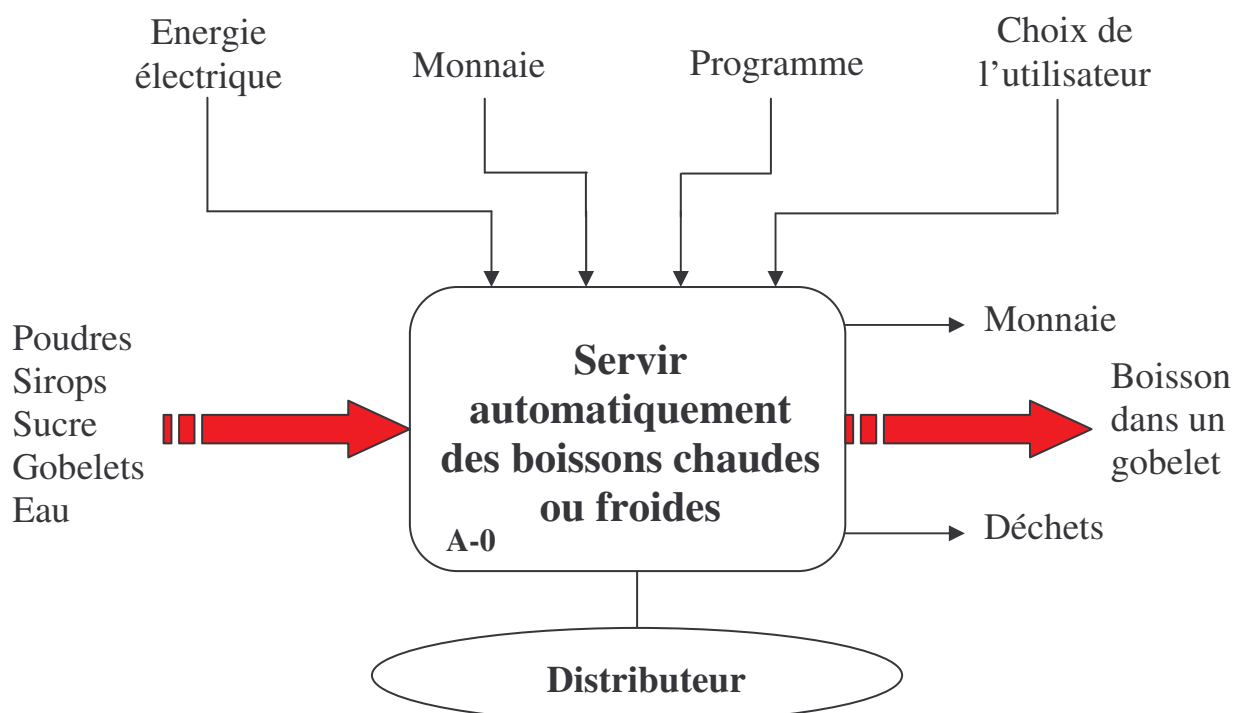 Energie
électrique
Monnaie
Programme
Choix de
l’utilisateur
Poudres
Sirops
Sucre
Gobelets
Eau
Servir
automatiquement
des boissons chaudes
ou froides
A-0
Monnaie
Boisson
dans un
gobelet
Déchets
Distributeur